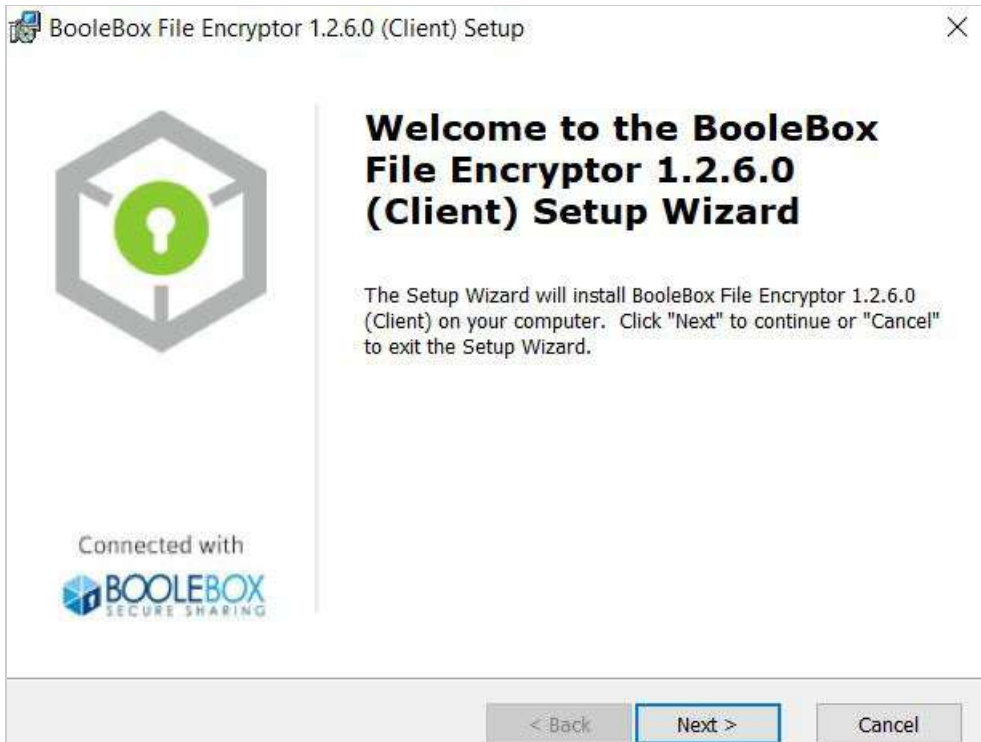 BooleBox File Encryptor 1.2.6.0 (Client) Setup
Welcome to the BooleBox
File Encryptor 1.2.6.0
(Client) Setup Wizard
The Setup Wizard will install BooleBox File Encryptor 1.2.6.0
(Client) on your computer.  Click "Next" to continue or "Cancel"
to exit the Setup Wizard.
Connected with
BOOLEBOX
SECURE SHARING
< Back
Next >
Cancel